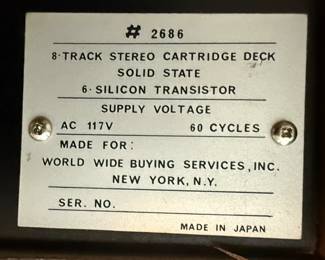 # 2686
8-TRACK STEREO CARTRIDGE DECK
SOLID STATE
6-SILICON TRANSISTOR
SUPPLY VOLTAGE
AC 117V 60 CYCLES
MADE FOR:
WORLD WIDE BUYING SERVICES, INC.
NEW YORK, N.Y.
SER. NO.
MADE IN JAPAN